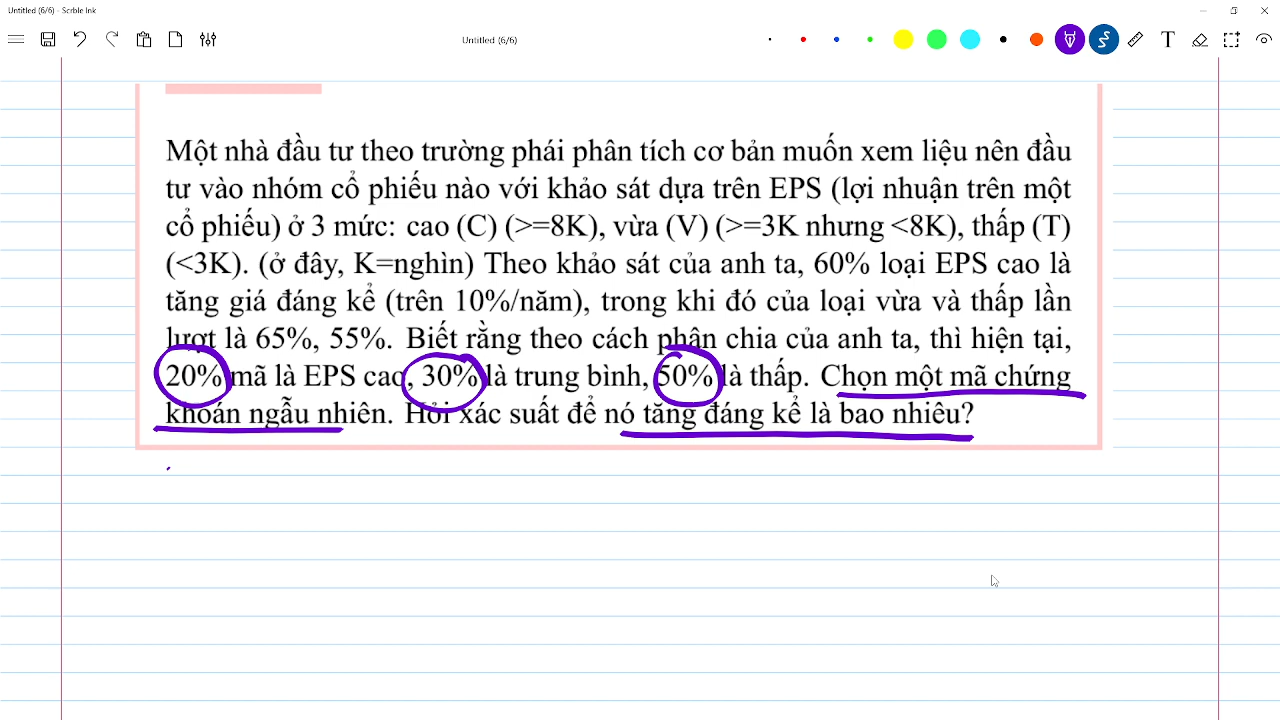 Untitled (6/6) - Scrble Ink
Untitled (6/6)
T
Một nhà đầu tư theo trường phái phân tích cơ bản muốn xem liệu nên đầu
tư vào nhóm cổ phiếu nào với khảo sát dựa trên EPS (lợi nhuận trên một
cổ phiếu) ở 3 mức: cao (C) (>=8K), vừa (V) (>=3K nhưng <8K), thấp (T)
(<3K). (ở đây, K=nghìn) Theo khảo sát của anh ta, 60% loại EPS cao là
tăng giá đáng kể (trên 10%/năm), trong khi đó của loại vừa và thấp lần
lượt là 65%, 55%. Biết rằng theo cách phân chia của anh ta, thì hiện tại,
20% mã là EPS cao, 30% là trung bình, 50% là thấp. Chọn một mã chứng
khoán ngẫu nhiên. Hỏi xác suất để nó tăng đáng kể là bao nhiêu?